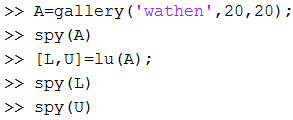 >> A=gallery('wathen',20,20);
>> spy(A)
>> [L,U]=lu(A);
>> spy(L)
>> spy(U)